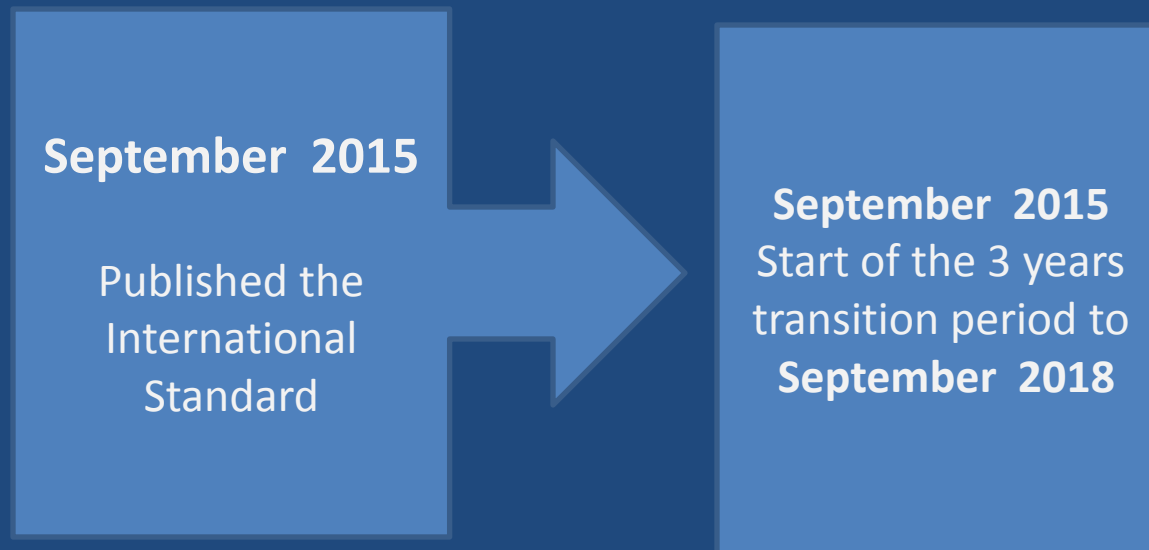 September 2015
Published the
International
Standard
September 2015
Start of the 3 years
transition period to
September 2018